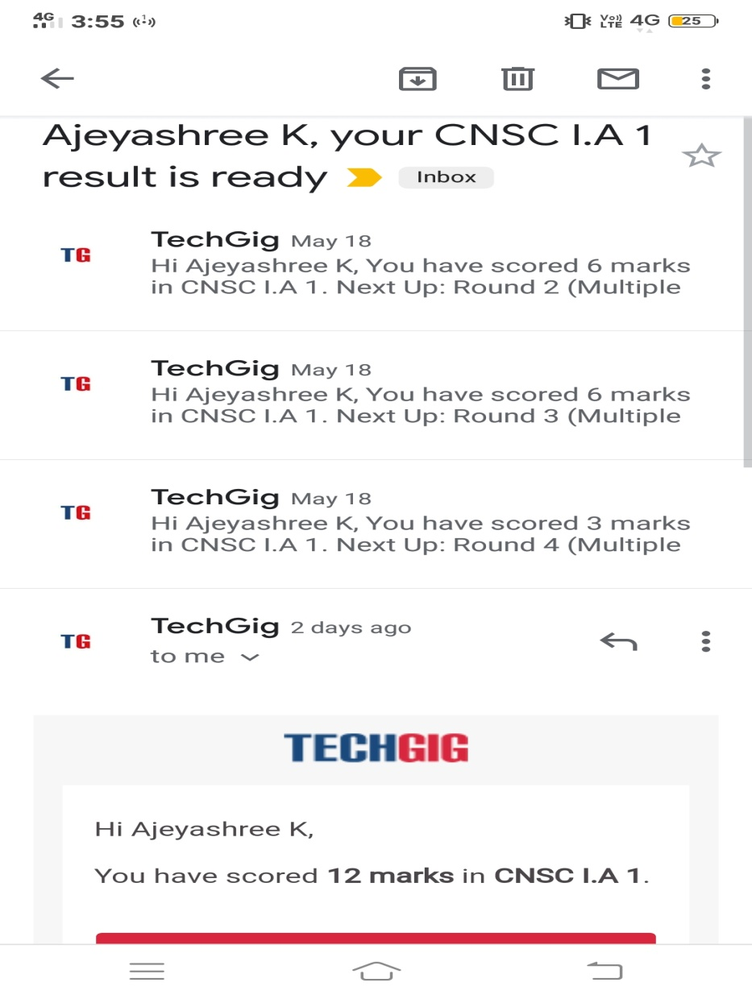 4G 3:55 Vo)) LTE 4G 25
Ajeyashree K, your CNSC I.A 1
result is ready Inbox
TG TechGig May 18
Hi Ajeyashree K, You have scored 6 marks
in CNSC I.A 1. Next Up: Round 2 (Multiple
TG TechGig May 18
Hi Ajeyashree K, You have scored 6 marks
in CNSC I.A 1. Next Up: Round 3 (Multiple
TG TechGig May 18
Hi Ajeyashree K, You have scored 3 marks
in CNSC I.A 1. Next Up: Round 4 (Multiple
TG TechGig 2 days ago
to me
TECHGIG
Hi Ajeyashree K,
You have scored 12 marks in CNSC I.A 1.